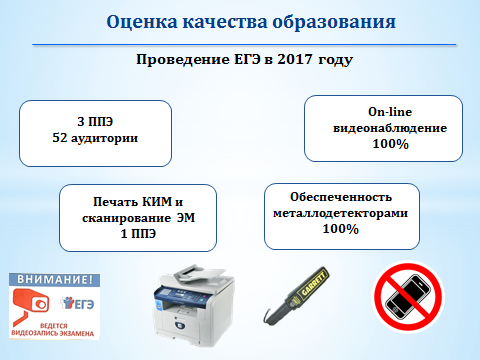 Оценка качества образования
Проведение ЕГЭ в 2017 году
3 ППЭ
52 аудитории
On-line
видеонаблюдение
100%
Печать КИМ и
сканирование ЭМ
1 ППЭ
Обеспеченность
металлодетекторами
100%
ВНИМАНИЕ!
ЕГЭ
ВЕДЕТСЯ
ВИДЕОЗАПИСЬ ЭКЗАМЕНА
GARRETT